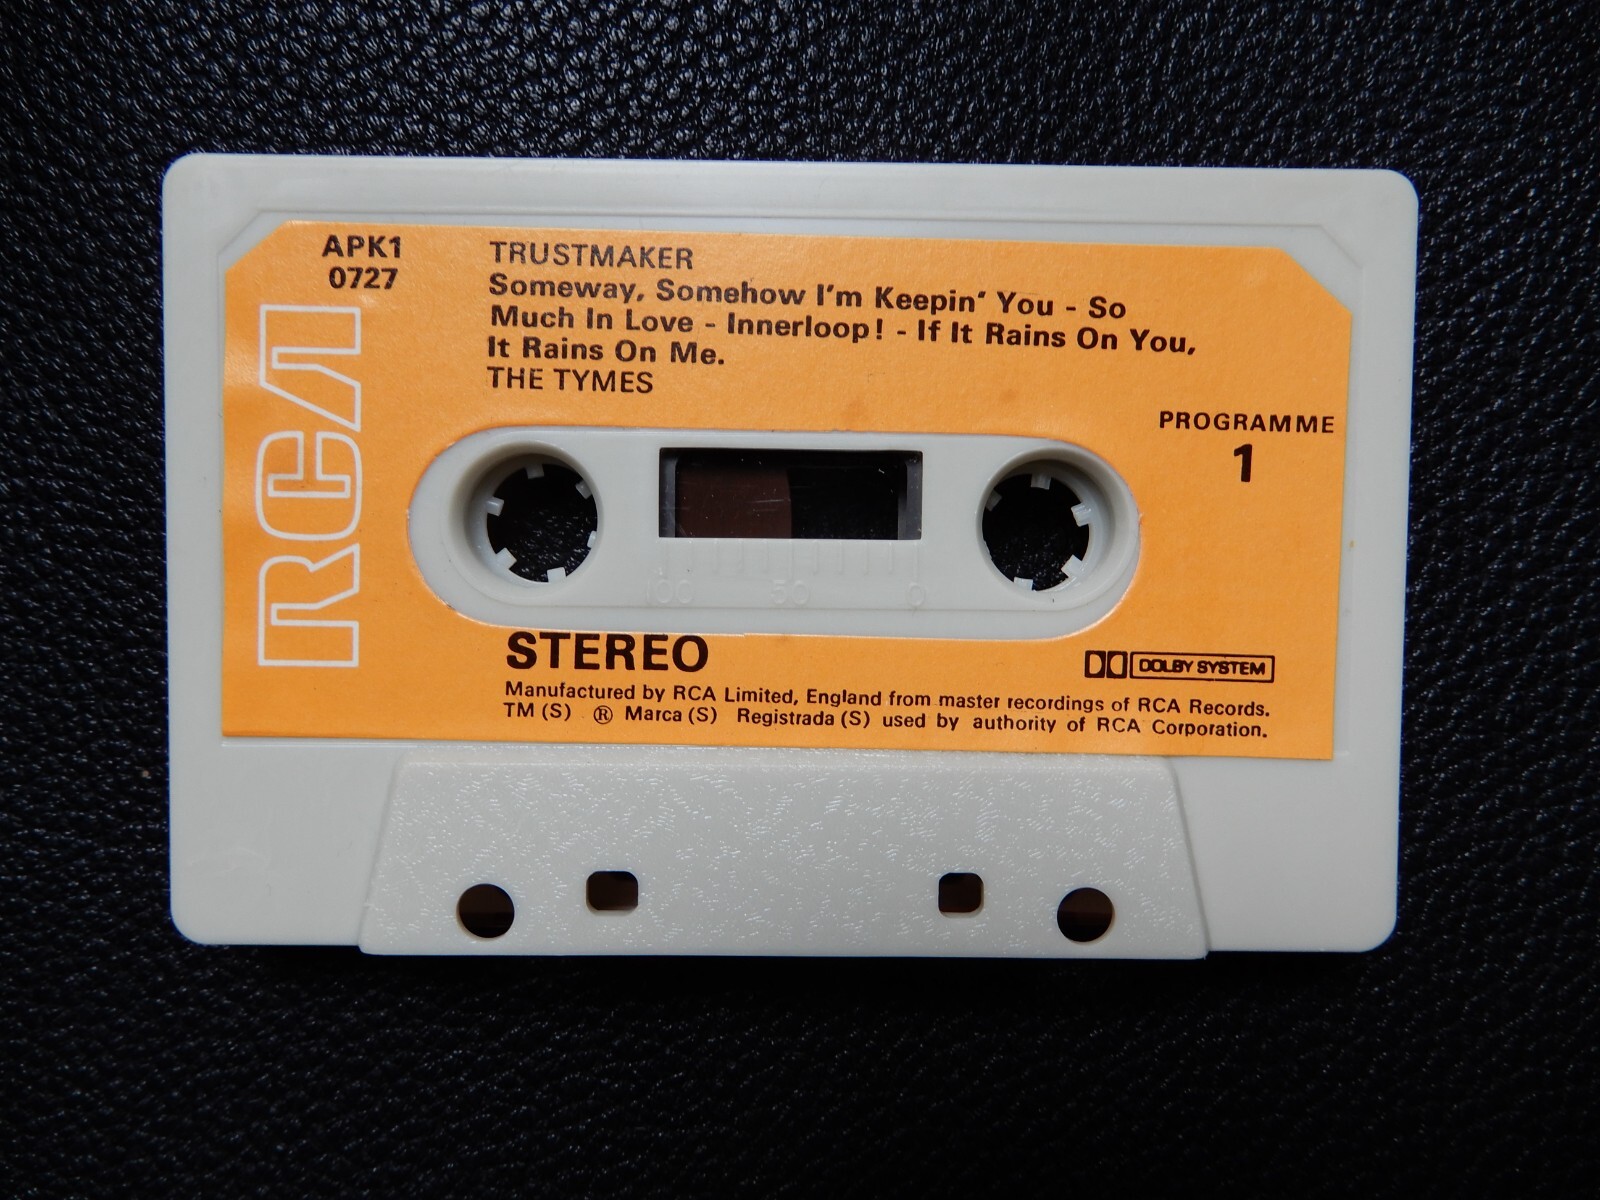 APK1
0727
TRUSTMAKER
Someway, Somehow I'm Keepin' You - So
Much In Love - Innerloop! - If It Rains On You,
It Rains On Me.
THE TYMES
RCA
PROGRAMME
1
100 50 0
STEREO
DOLBY SYSTEM
Manufactured by RCA Limited, England from master recordings of RCA Records.
TM (S) ® Marca (S) Registrada (S) used by authority of RCA Corporation.